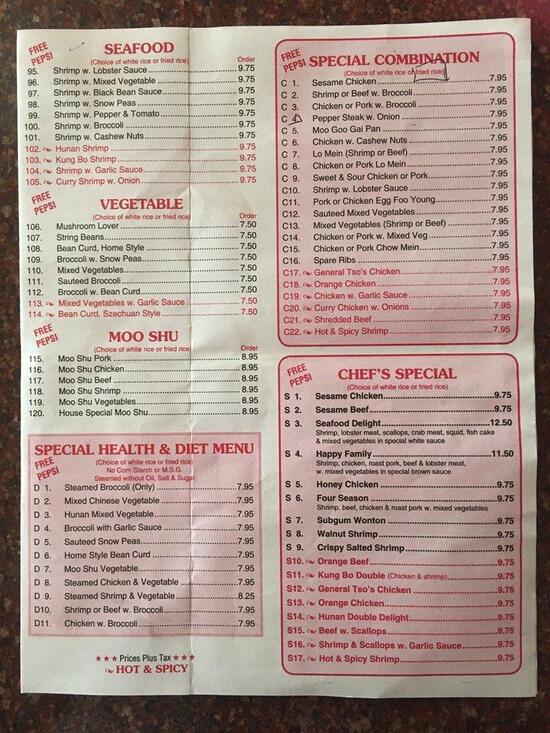 FREE PEPSI
SEAFOOD
(Choice of white rice or fried rice)
Order
95. Shrimp w. Lobster Sauce 9.75
96. Shrimp w. Mixed Vegetable 9.75
97. Shrimp w. Black Bean Sauce 9.75
98. Shrimp w. Snow Peas 9.75
99. Shrimp w. Pepper & Tomato 9.75
100. Shrimp w. Broccoli 9.75
101. Shrimp w. Cashew Nuts 9.75
102. Hunan Shrimp 9.75
103. Kung Bo Shrimp 9.75
104. Shrimp w. Garlic Sauce 9.75
105. Curry Shrimp w. Onion 9.75
FREE PEPSI
VEGETABLE
(Choice of white rice or fried rice)
Order
106. Mushroom Lover 7.50
107. String Beans 7.50
108. Bean Curd, Home Style 7.50
109. Broccoli w. Snow Peas 7.50
110. Mixed Vegetables 7.50
111. Sauteed Broccoli 7.50
112. Broccoli w. Bean Curd 7.50
113. Mixed Vegetables w. Garlic Sauce 7.50
114. Bean Curd, Szechuan Style 7.50
FREE PEPSI
MOO SHU
(Choice of white rice or fried rice)
Order
115. Moo Shu Pork 8.95
116. Moo Shu Chicken 8.95
117. Moo Shu Beef 8.95
118. Moo Shu Shrimp 8.95
119. Moo Shu Vegetables 8.95
120. House Special Moo Shu 8.95
SPECIAL HEALTH & DIET MENU
FREE PEPSI
(Choice of white rice or fried rice)
No Corn Starch or M.S.G.
Steamed without Oil, Salt & Sugar
D 1. Steamed Broccoli (Only) 7.95
D 2. Mixed Chinese Vegetable 7.95
D 3. Hunan Mixed Vegetable 7.95
D 4. Broccoli with Garlic Sauce 7.95
D 5. Sauteed Snow Peas 7.95
D 6. Home Style Bean Curd 7.95
D 7. Moo Shu Vegetable 7.95
D 8. Steamed Chicken & Vegetable 7.95
D 9. Steamed Shrimp & Vegetable 8.25
D10. Shrimp or Beef w. Broccoli 7.95
D11. Chicken w. Broccoli 7.95
★★★ Prices Plus Tax ★★★
HOT & SPICY
FREE PEPSI
SPECIAL COMBINATION
(Choice of white rice or fried rice)
C 1. Sesame Chicken 7.95
C 2. Shrimp or Beef w. Broccoli 7.95
C 3. Chicken or Pork w. Broccoli 7.95
C 4. Pepper Steak w. Onion 7.95
C 5. Moo Goo Gai Pan 7.95
C 6. Chicken w. Cashew Nuts 7.95
C 7. Lo Mein (Shrimp or Beef) 7.95
C 8. Chicken or Pork Lo Mein 7.95
C 9. Sweet & Sour Chicken or Pork 7.95
C10. Shrimp w. Lobster Sauce 7.95
C11. Pork or Chicken Egg Foo Young 7.95
C12. Sauteed Mixed Vegetables 7.95
C13. Mixed Vegetables (Shrimp or Beef) 7.95
C14. Chicken or Pork w. Mixed Veg 7.95
C15. Chicken or Pork Chow Mein 7.95
C16. Spare Ribs 7.95
C17. General Tso's Chicken 7.95
C18. Orange Chicken 7.95
C19. Chicken w. Garlic Sauce 7.95
C20. Curry Chicken w. Onions 7.95
C21. Shredded Beef 7.95
C22. Hot & Spicy Shrimp 7.95
FREE PEPSI
CHEF'S SPECIAL
(Choice of white rice or fried rice)
S 1. Sesame Chicken 9.75
S 2. Sesame Beef 9.75
S 3. Seafood Delight 12.50
Shrimp, lobster meat, scallops, crab meat, squid, fish cake
& mixed vegetables in special white sauce
S 4. Happy Family 11.50
Shrimp, chicken, roast pork, beef & lobster meat,
w. mixed vegetables in special brown sauce
S 5. Honey Chicken 9.75
S 6. Four Season 9.75
Shrimp, beef, chicken & roast pork w. mixed vegetables
S 7. Subgum Wonton 9.75
S 8. Walnut Shrimp 9.75
S 9. Crispy Salted Shrimp 9.75
S10. Orange Beef 9.75
S11. Kung Bo Double (Chicken & shrimp) 9.75
S12. General Tso's Chicken 9.75
S13. Orange Chicken 9.75
S14. Hunan Double Delight 9.75
S15. Beef w. Scallops 9.75
S16. Shrimp & Scallops w. Garlic Sauce 9.75
S17. Hot & Spicy Shrimp 9.75